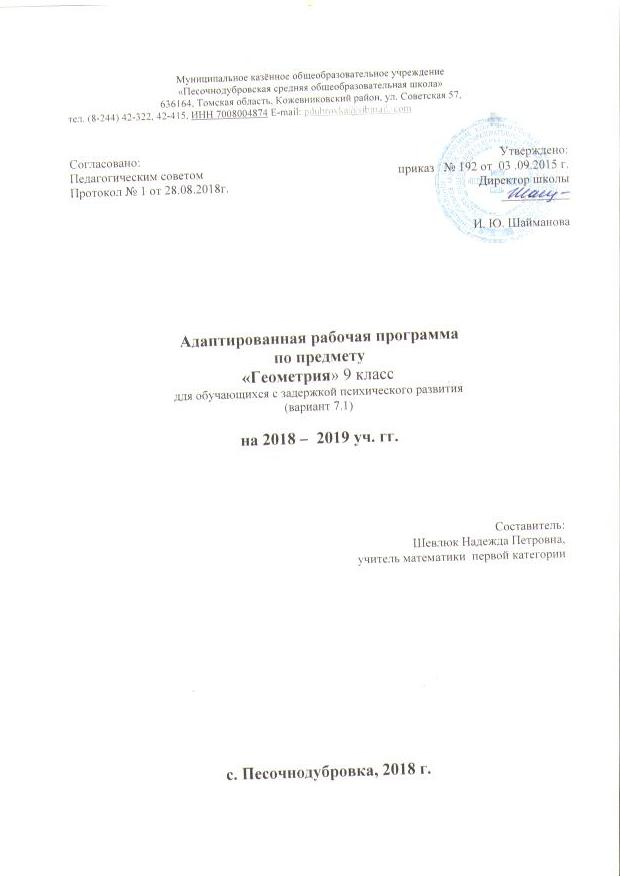 Муниципальное казённое общеобразовательное учреждение
«Песочнодубровская средняя общеобразовательная школа»
636164, Томская область, Кожевниковский район, ул. Советская 57,
тел. (8-244) 42-322, 42-415, ИНН 7008004874 E-mail:
Согласовано:
Педагогическим советом
Протокол № 1 от 28.08.2018г.
Утверждено:
приказ № 192 от 03 .09.2015 г.
Директор школы
И. Ю. Шайманова
Адаптированная рабочая программа
по предмету
«Геометрия» 9 класс
для обучающихся с задержкой психического развития
(вариант 7.1)
на 2018 – 2019 уч. гг.
Составитель:
Шевлюк Надежда Петровна,
учитель математики первой категории
с. Песочнодубровка, 2018 г.